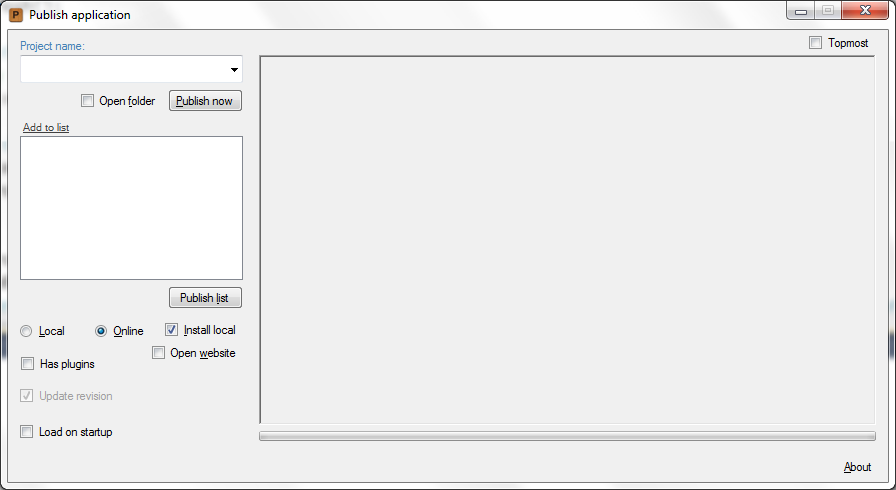 P Publish application
Topmost
Project name:
Open folder Publish now
Add to list
Publish list
Local Online Install local
Open website
Has plugins
Update revision
Load on startup
About